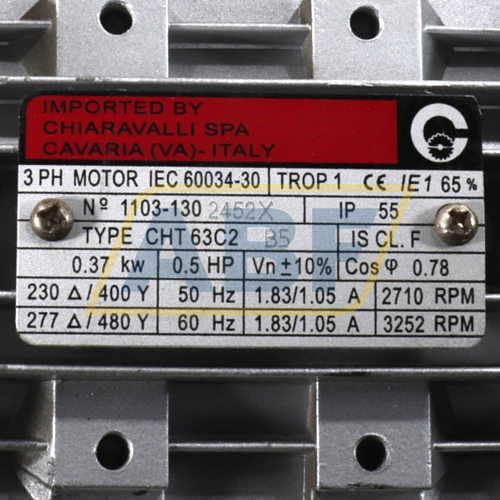 IMPORTED BY
CHIARAVALLI SPA
CAVARIA (VA)- ITALY
3 PH MOTOR IEC 60034-30 TROP 1 CE IE1 65%
Nº 1103-130 2452X IP 55
TYPE CHT 63C2 B5 IS CL. F
0.37 kw 0.5 HP Vn ±10% Cos φ 0.78
230 Δ/400 Y 50 Hz 1.83/1.05 A 2710 RPM
277 Δ/480 Y 60 Hz 1.83/1.05 A 3252 RPM
ABF